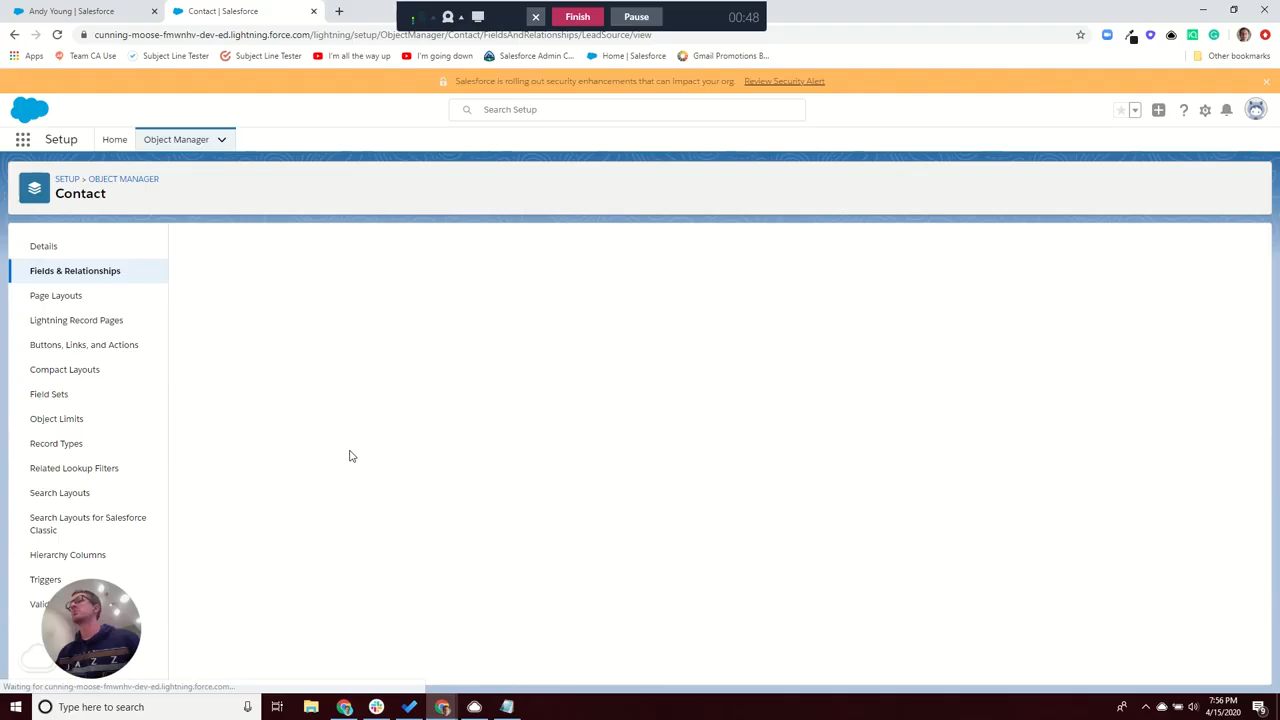 Andy Young | Salesforce
Contact | Salesforce
Finish
Pause
00:48
cunning-moose-fmwnhv-dev-ed.lightning.force.com/lightning/setup/ObjectManager/Contact/FieldsAndRelationships/LeadSource/view
Apps
Team CA Use
Subject Line Tester
Subject Line Tester
I'm all the way up
I'm going down
Salesforce Admin C...
Home | Salesforce
Gmail Promotions B...
Other bookmarks
Salesforce is rolling out security enhancements that can impact your org. Review Security Alert
Search Setup
Setup
Home
Object Manager
SETUP > OBJECT MANAGER
Contact
Details
Fields & Relationships
Page Layouts
Lightning Record Pages
Buttons, Links, and Actions
Compact Layouts
Field Sets
Object Limits
Record Types
Related Lookup Filters
Search Layouts
Search Layouts for Salesforce
Classic
Hierarchy Columns
Triggers
Vali
JAZZ
Waiting for cunning-moose-fmwnhv-dev-ed.lightning.force.com...
Type here to search
7:56 PM
4/15/2020